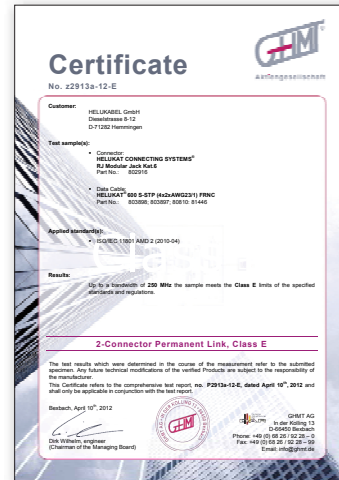 GHMT
Aktiengesellschaft
Certificate
No. z2913a-12-E
Customer:
HELUKABEL GmbH
Dieselstrasse 8-12
D-71282 Hemmingen
Test sample(s):
• Connector:
HELUKAT CONNECTING SYSTEMS®
RJ Modular Jack Kat.6
Part No.: 802916
• Data Cable:
HELUKAT® 600 S-STP (4x2xAWG23/1) FRNC
Part No.: 803898; 803897; 80810; 81446
Applied standard(s):
• ISO/IEC 11801 AMD 2 (2010-04)
Results:
Up to a bandwidth of 250 MHz the sample meets the Class E limits of the specified
standards and regulations.
2-Connector Permanent Link, Class E
The test results which were determined in the course of the measurement refer to the submitted
specimen. Any future technical modifications of the verified Products are subject to the responsibility of
the manufacturer.
This Certificate refers to the comprehensive test report, no. P2913a-12-E, dated April 10th, 2012 and
shall only be applicable in conjunction with the test report.
Bexbach, April 10th, 2012
Dirk Wilhelm, engineer
(Chairman of the Managing Board)
GHMT
GHMT AG
In der Kolling 13
D-66450 Bexbach
Phone: +49 (0) 68 26 / 92 28 – 0
Fax: +49 (0) 68 26 / 92 28 – 99
Email: info@ghmt.de